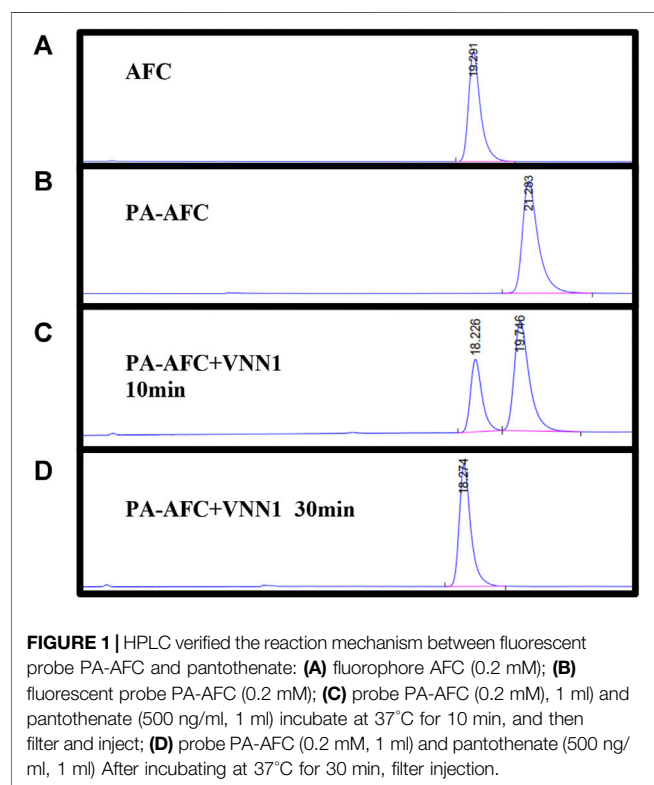 A
AFC
19.291
B
PA-AFC
21.283
C
PA-AFC+VNN1
10min
18.226
19.746
D
PA-AFC+VNN1 30min
18.274
FIGURE 1 | HPLC verified the reaction mechanism between fluorescent
probe PA-AFC and pantothenate: (A) fluorophore AFC (0.2 mM); (B)
fluorescent probe PA-AFC (0.2 mM); (C) probe PA-AFC (0.2 mM), 1 ml) and
pantothenate (500 ng/ml, 1 ml) incubate at 37°C for 10 min, and then
filter and inject; (D) probe PA-AFC (0.2 mM, 1 ml) and pantothenate (500 ng/
ml, 1 ml) After incubating at 37°C for 30 min, filter injection.